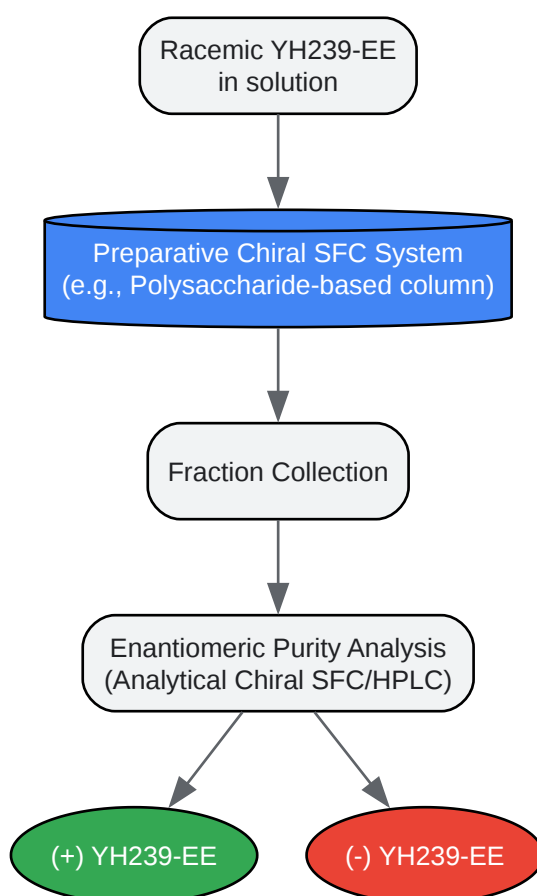 Racemic YH239-EE
in solution
Preparative Chiral SFC System
(e.g., Polysaccharide-based column)
Fraction Collection
Enantiomeric Purity Analysis
(Analytical Chiral SFC/HPLC)
(+) YH239-EE
(-) YH239-EE